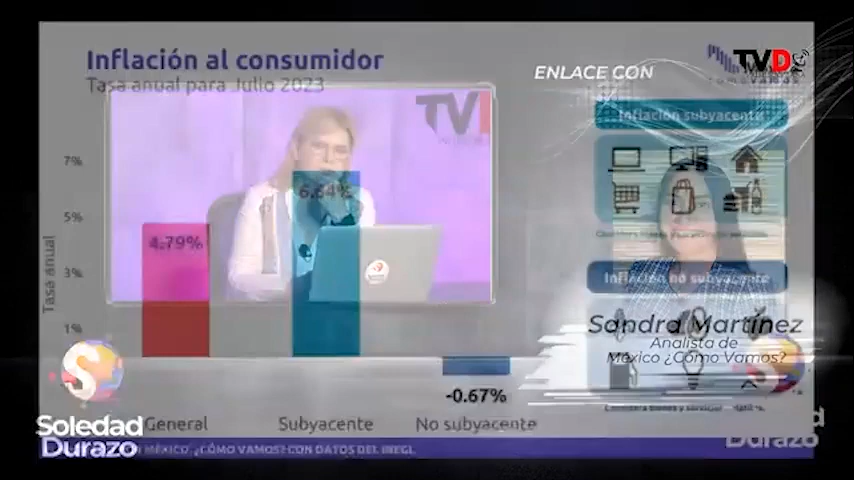 Inflación al consumidor
Tasa anual para Julio 2023
ENLACE CON
TVD
TV
Inflación subyacente
7%
5%
3%
1%
Tasa anual
4.79%
6.64%
-0.67%
Inflación no subyacente
Sandra Martínez
Analista de
México ¿Cómo Vamos?
General
Subyacente
No subyacente
S
Soledad
Durazo
MÉXICO ¿CÓMO VAMOS? CON DATOS DEL INEGI.
Durazo